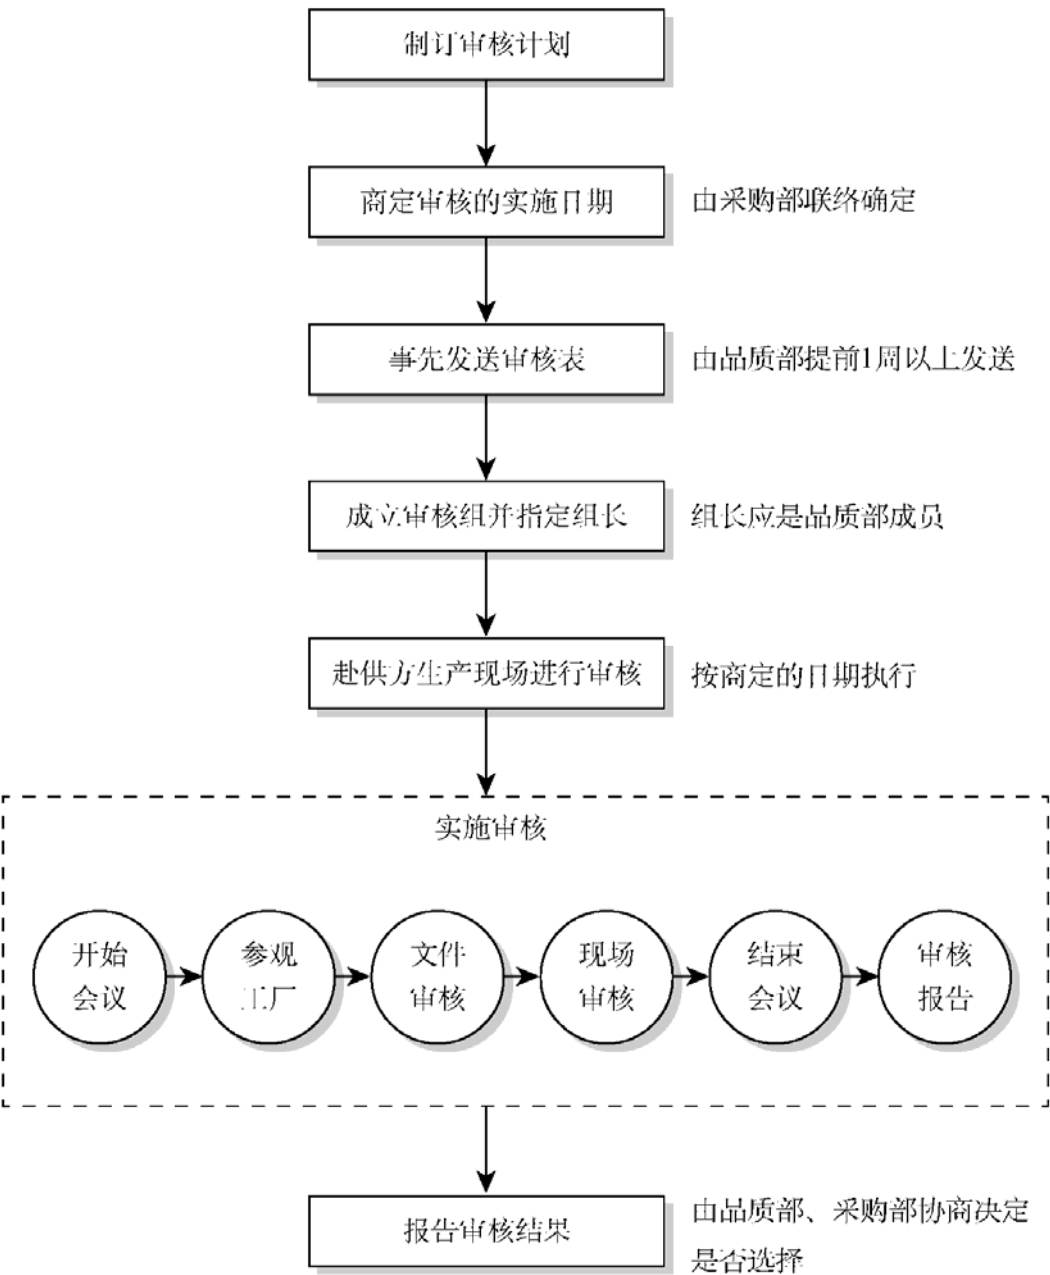 制订审核计划
商定审核的实施日期
由采购部联络确定
事先发送审核表
由品质部提前1周以上发送
成立审核组并指定组长
组长应是品质部成员
赴供方生产现场进行审核
按商定的日期执行
实施审核
开始
会议
参观
工厂
文件
审核
现场
审核
结束
会议
审核
报告
报告审核结果
由品质部、采购部协商决定
是否选择